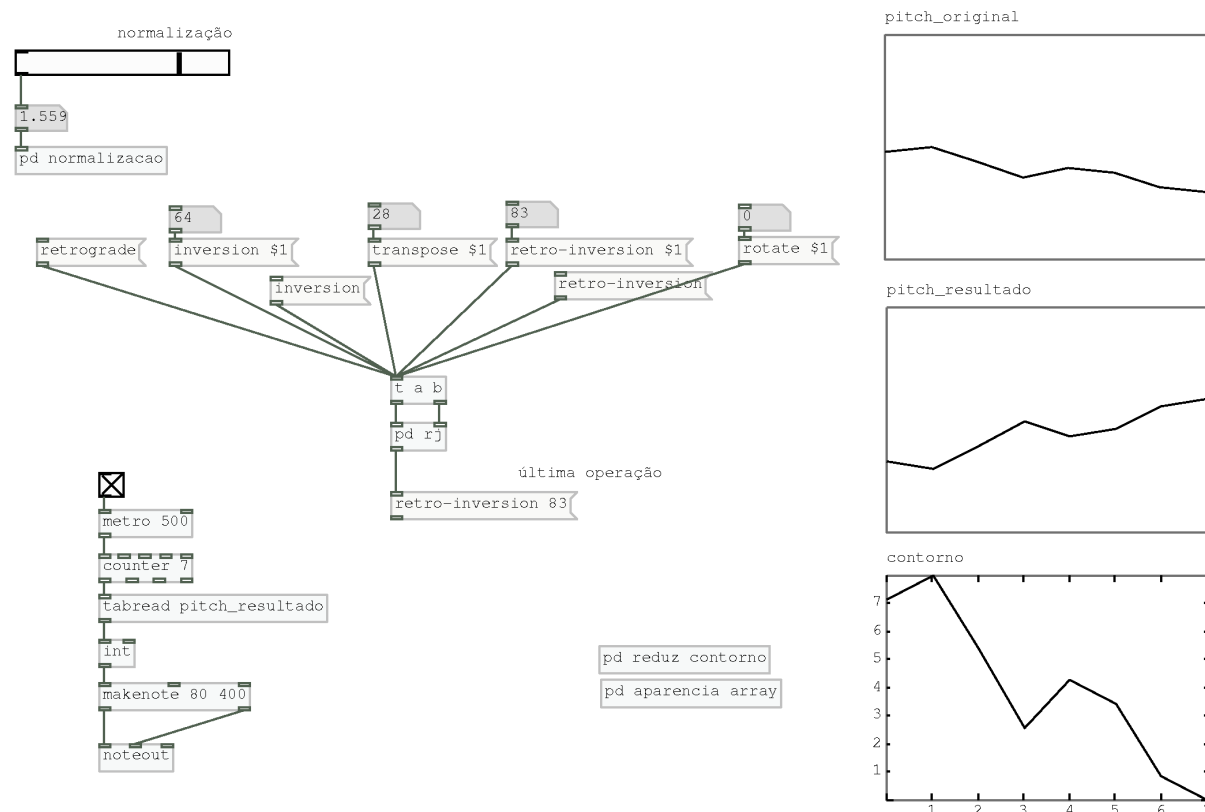 normalização
1.559
pd normalizacao
64
28
83
0
retrograde
inversion $1
transpose $1
retro-inversion $1
rotate $1
inversion
retro-inversion
t a b
pd rj
última operação
retro-inversion 83
metro 500
counter 7
tabread pitch_resultado
int
makenote 80 400
noteout
pd reduz contorno
pd aparencia array
pitch_original
pitch_resultado
contorno
7
6
5
4
3
2
1
1 2 3 4 5 6